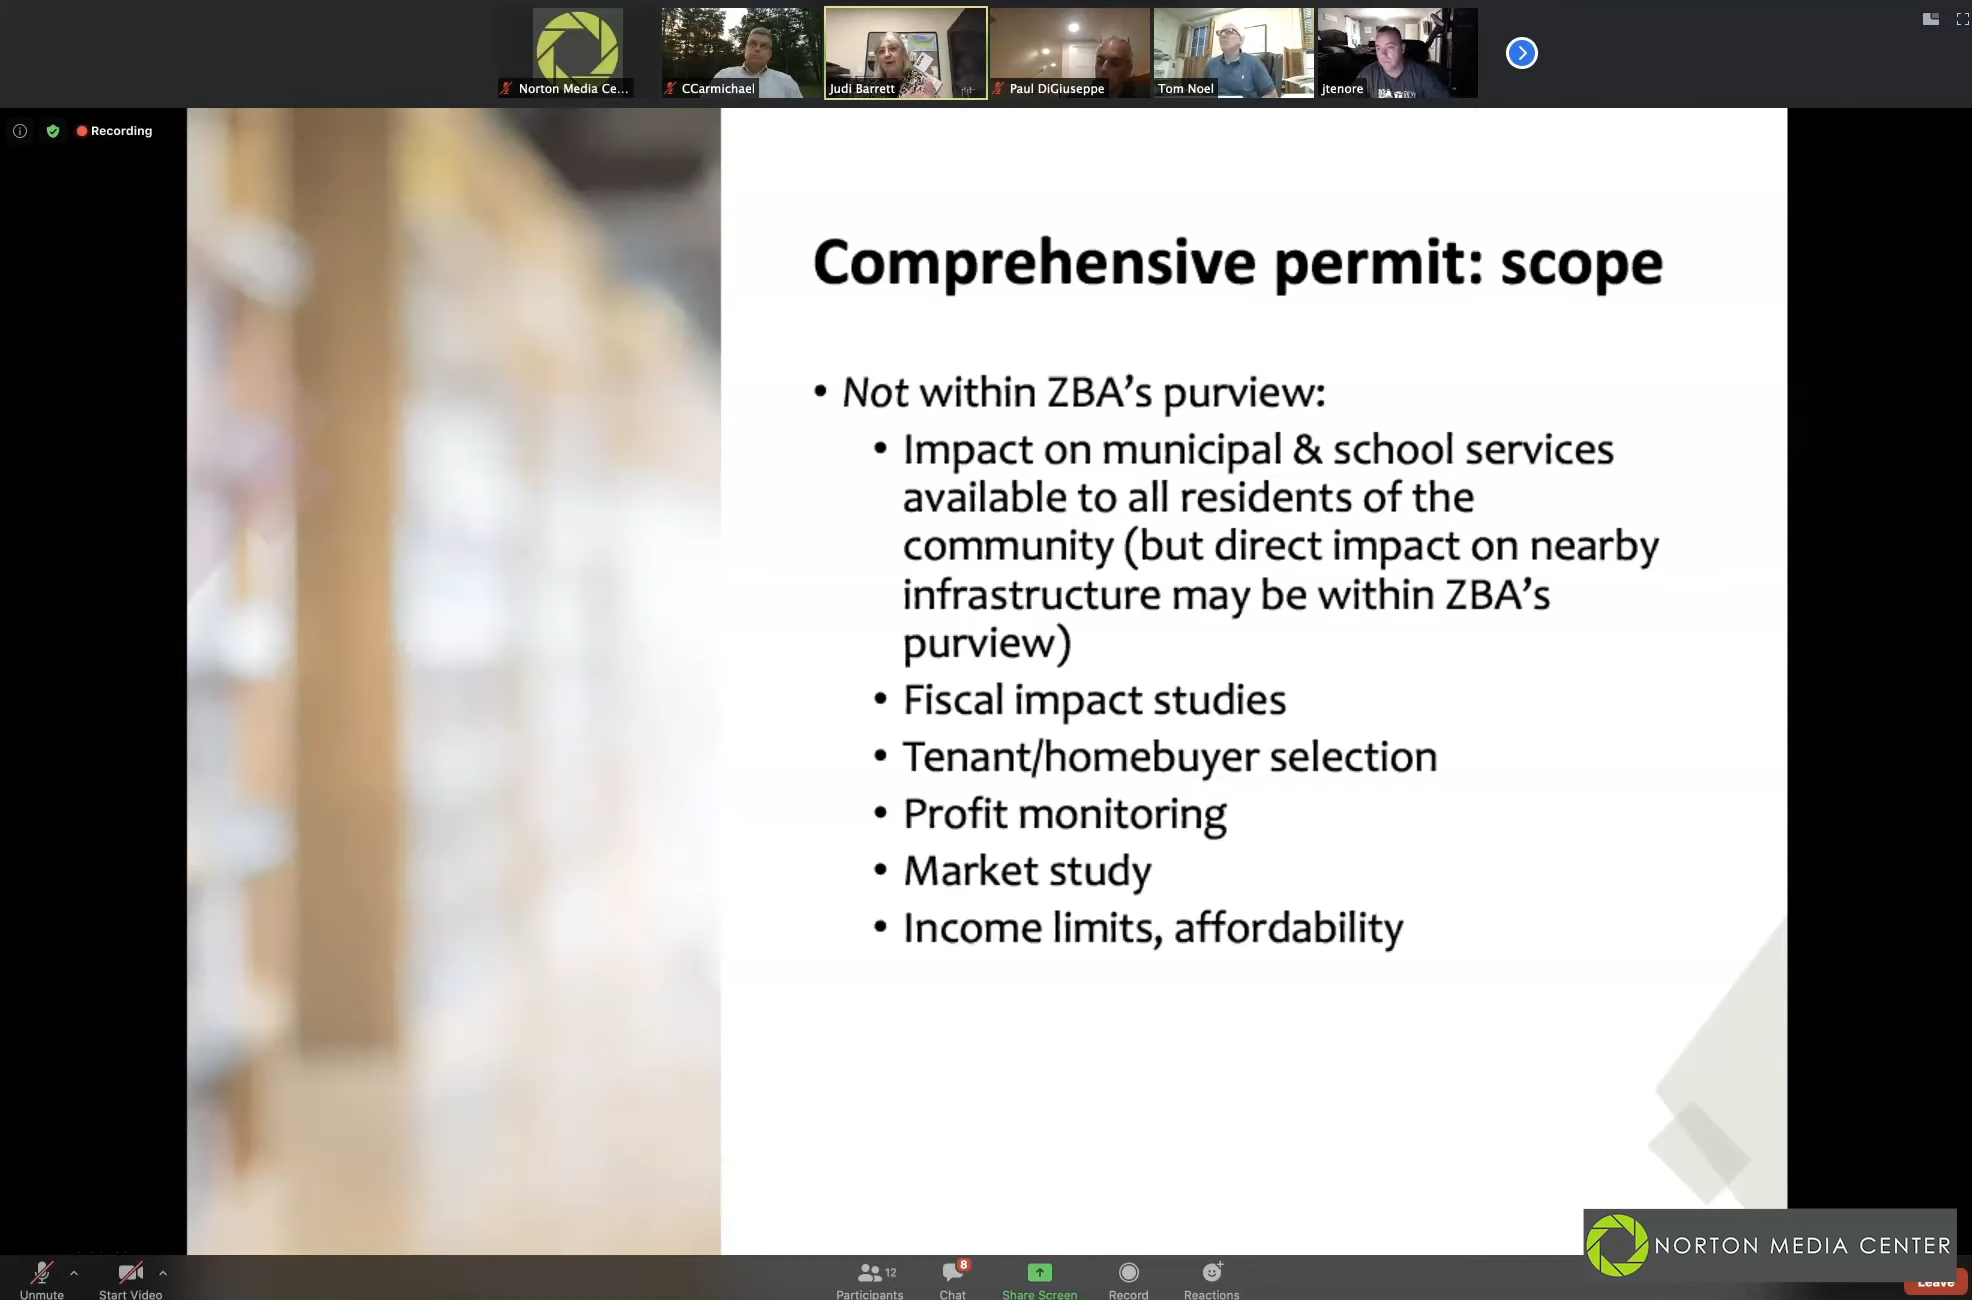 Norton Media Ce...
CCarmichael
Judi Barrett
Paul DiGiuseppe
Tom Noel
jtenore
Recording
Comprehensive permit: scope
• Not within ZBA's purview:
• Impact on municipal & school services
available to all residents of the
community (but direct impact on nearby
infrastructure may be within ZBA's
purview)
• Fiscal impact studies
• Tenant/homebuyer selection
• Profit monitoring
• Market study
• Income limits, affordability
NORTON MEDIA CENTER
Unmute
Start Video
12
Participants
8
Chat
Share Screen
Record
Reactions
Leave